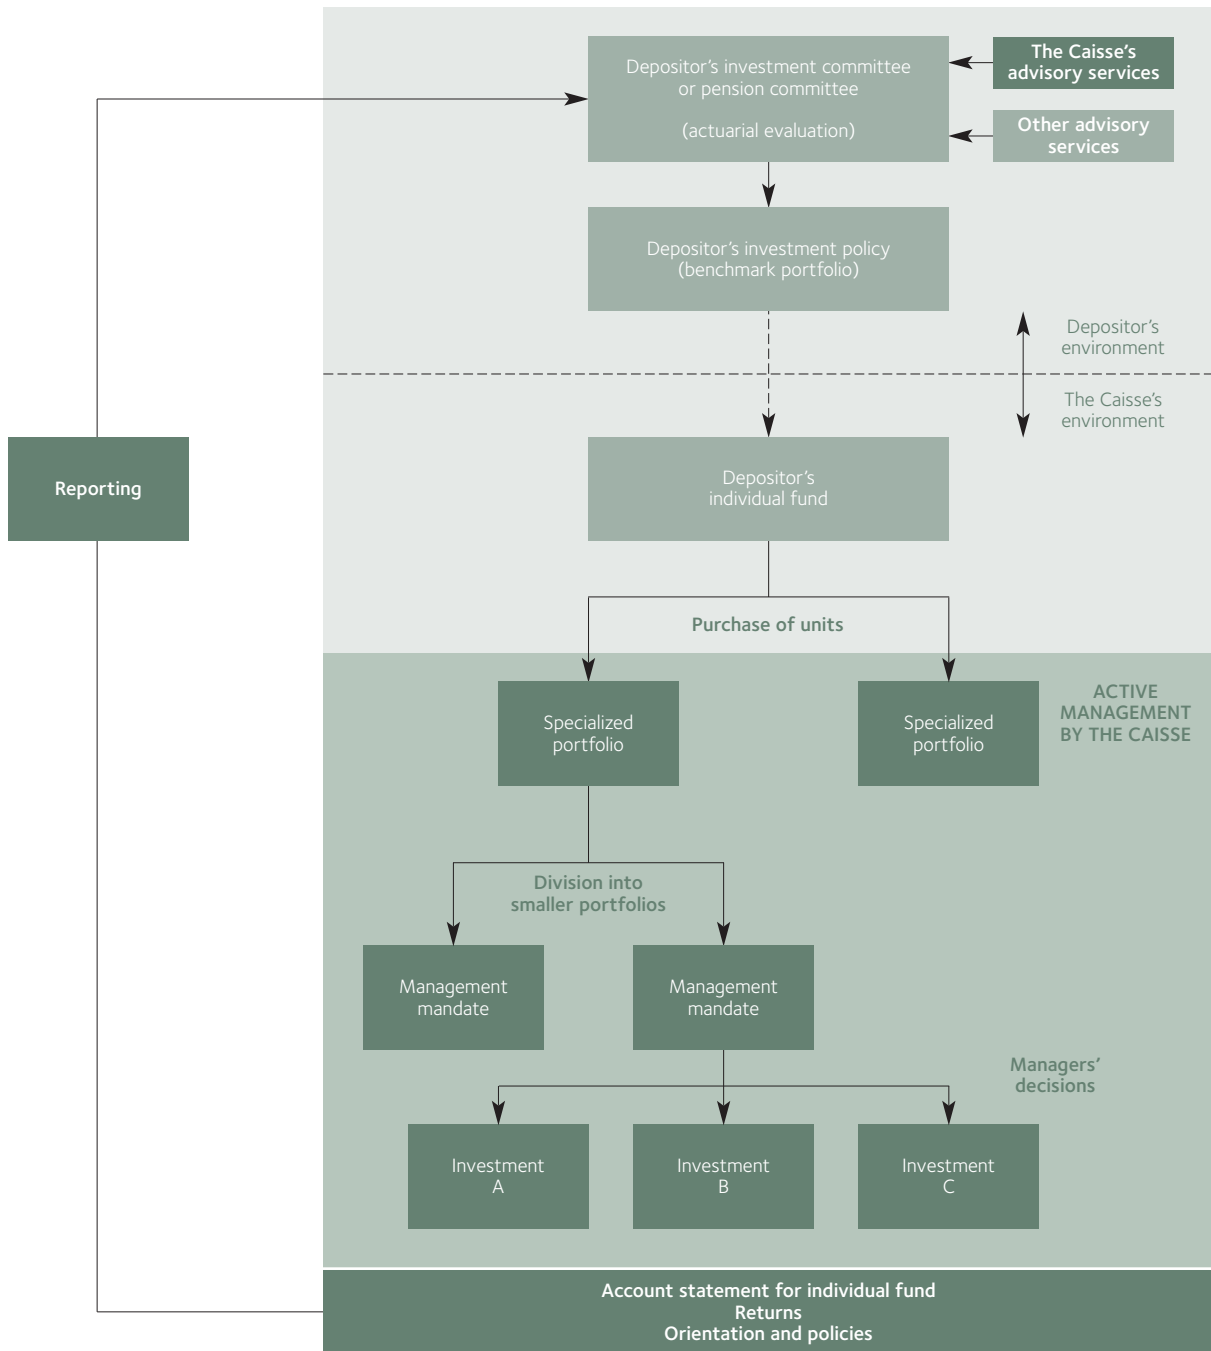 Depositor's investment committee
or pension committee
(actuarial evaluation)
The Caisse's
advisory services
Other advisory
services
Depositor's investment policy
(benchmark portfolio)
Depositor's
environment
The Caisse's
environment
Reporting
Depositor's
individual fund
Purchase of units
Specialized
portfolio
Specialized
portfolio
ACTIVE
MANAGEMENT
BY THE CAISSE
Division into
smaller portfolios
Management
mandate
Management
mandate
Managers'
decisions
Investment
A
Investment
B
Investment
C
Account statement for individual fund
Returns
Orientation and policies